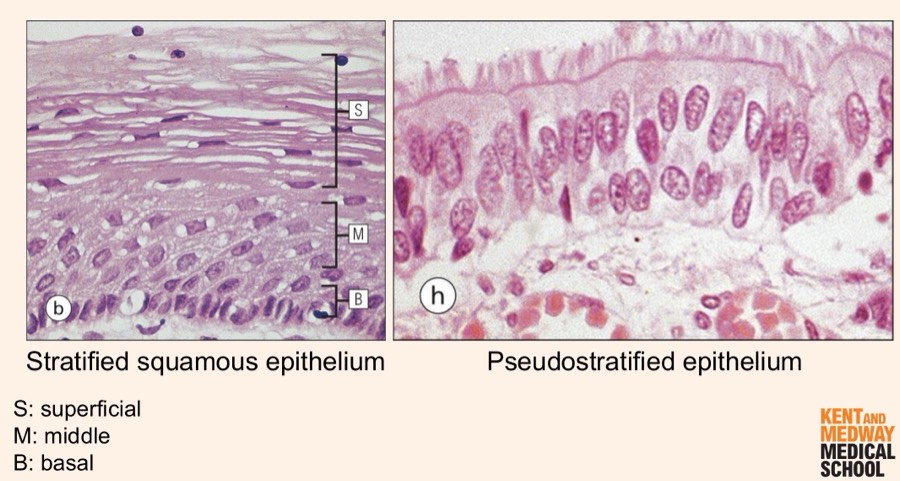 S
M
B
b
h
Stratified squamous epithelium
Pseudostratified epithelium
S: superficial
M: middle
B: basal
KENT AND
MEDWAY
MEDICAL
SCHOOL